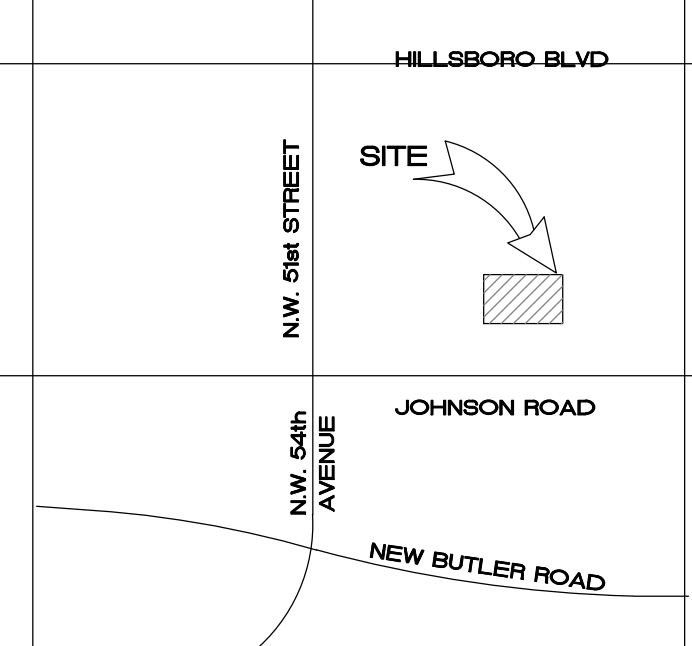 HILLSBORO BLVD
SITE
N.W. 51st STREET
JOHNSON ROAD
N.W. 54th
AVENUE
NEW BUTLER ROAD